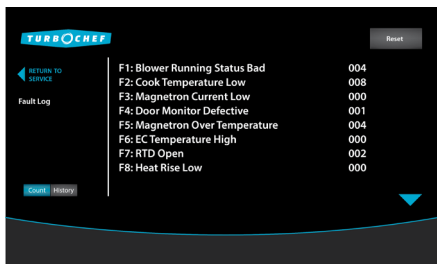 TURBOCHEF
Reset
RETURN TO
SERVICE
Fault Log
F1: Blower Running Status Bad 004
F2: Cook Temperature Low 008
F3: Magnetron Current Low 000
F4: Door Monitor Defective 001
F5: Magnetron Over Temperature 004
F6: EC Temperature High 000
F7: RTD Open 002
F8: Heat Rise Low 000
Count History